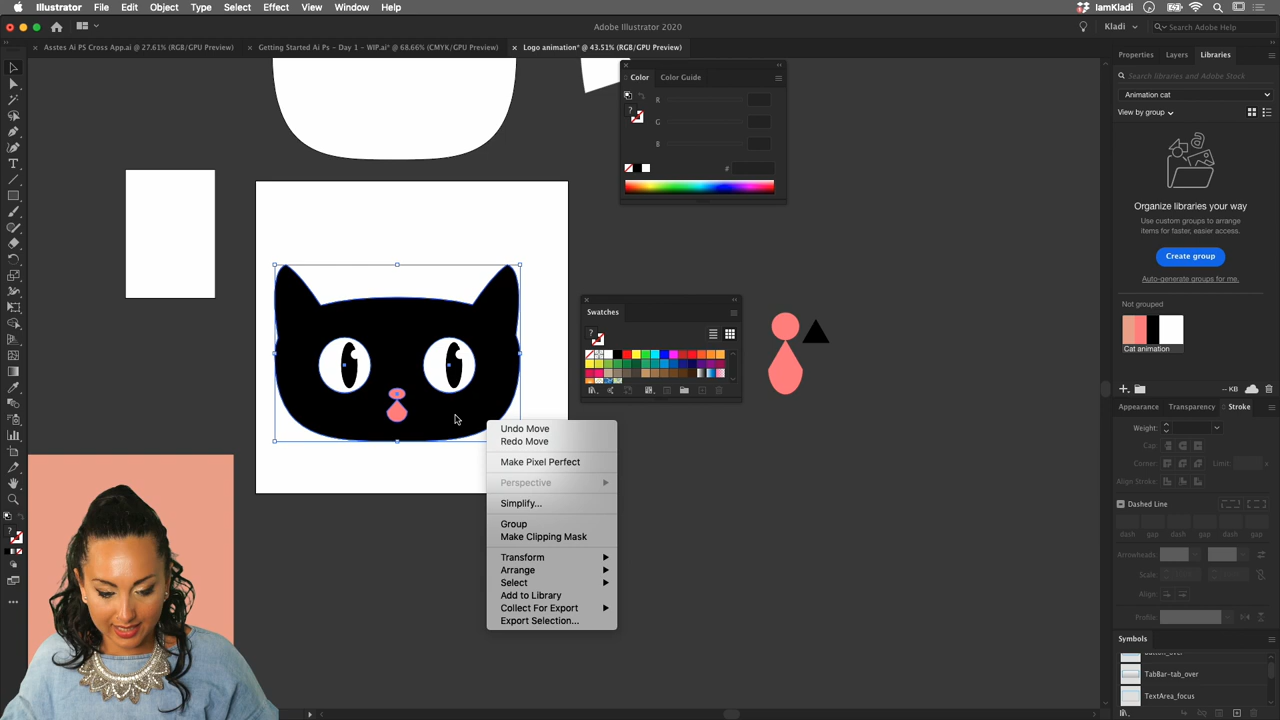 Illustrator File Edit Object Type Select Effect View Window Help
IamKladi
Adobe Illustrator 2020
Kladi
Search Adobe Help
Asstes Ai PS Cross App.ai @ 27.61% (RGB/GPU Preview)
Getting Started Ai Ps - Day 1 - WIP.ai* @ 68.66% (CMYK/GPU Preview)
Logo animation* @ 43.51% (RGB/GPU Preview)
Properties Layers Libraries
Search libraries and Adobe Stock
Animation cat
View by group
Organize libraries your way
Use custom groups to arrange
items for faster, easier access.
Create group
Auto-generate groups for me.
Not grouped
Cat animation
-- KB
Color Color Guide
R
G
B
#
Swatches
Undo Move
Redo Move
Make Pixel Perfect
Perspective
Simplify...
Group
Make Clipping Mask
Transform
Arrange
Select
Add to Library
Collect For Export
Export Selection...
Appearance Transparency Stroke
Weight:
Cap:
Corner: Limit: x
Align Stroke:
Dashed Line
dash gap dash gap dash gap
Arrowheads:
Scale:
Align:
Profile:
Symbols
TabBar-tab_over
TextArea_focus